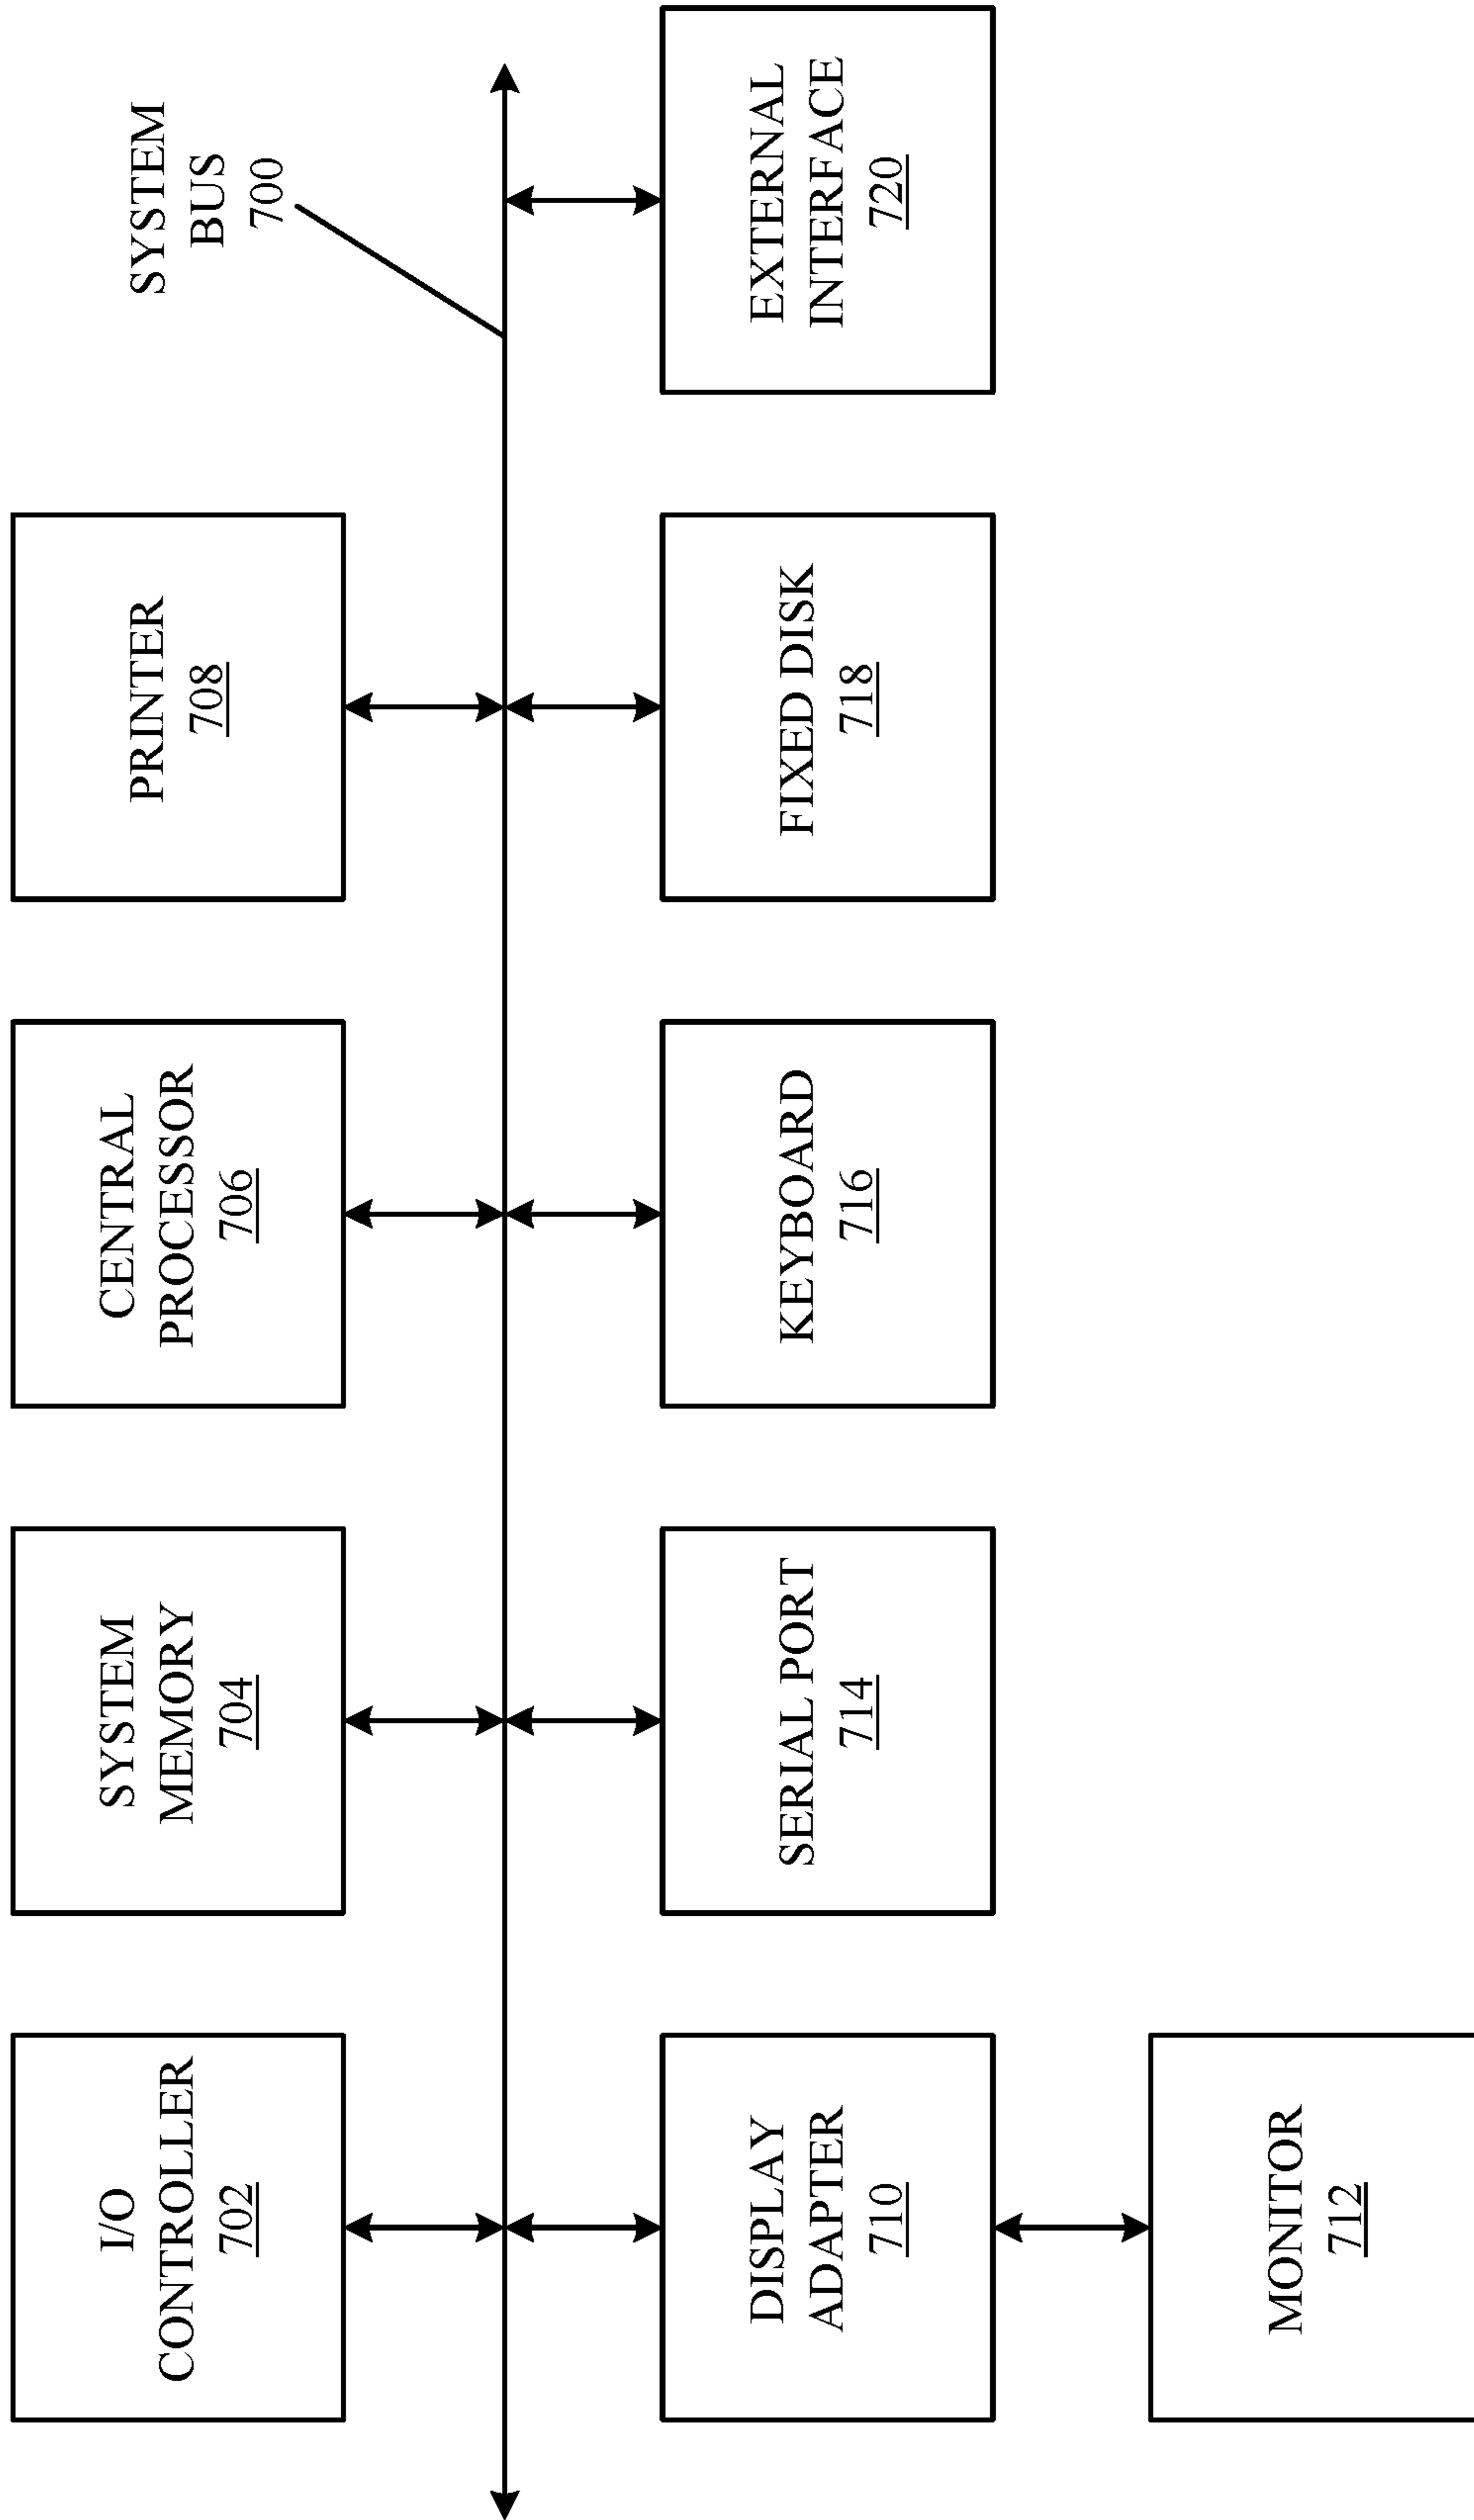 I/O
CONTROLLER
702
SYSTEM
MEMORY
704
CENTRAL
PROCESSOR
706
PRINTER
708
SYSTEM
BUS
700
DISPLAY
ADAPTER
710
SERIAL PORT
714
KEYBOARD
716
FIXED DISK
718
EXTERNAL
INTERFACE
720
MONITOR
712